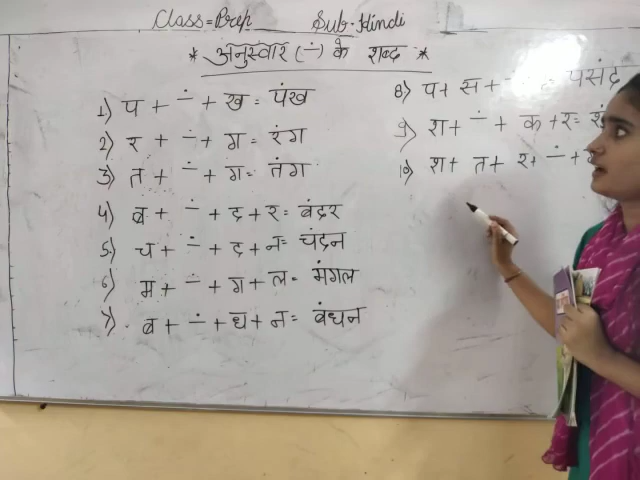 Class=Prep Sub-Hindi
* अनुस्वार (ं) के शब्द *
1) प + ं + ख = पंख
2) र + ं + ग = रंग
3) त + ं + ग = तंग
4) ब + ं + द + र = बंदर
5) च + ं + द + न = चंदन
6) म + ं + ग + ल = मंगल
7) ब + ं + ध + न = बंधन
8) प + स + = पसंद
9) श + ं + क + र =
10) श + त + र + ं +